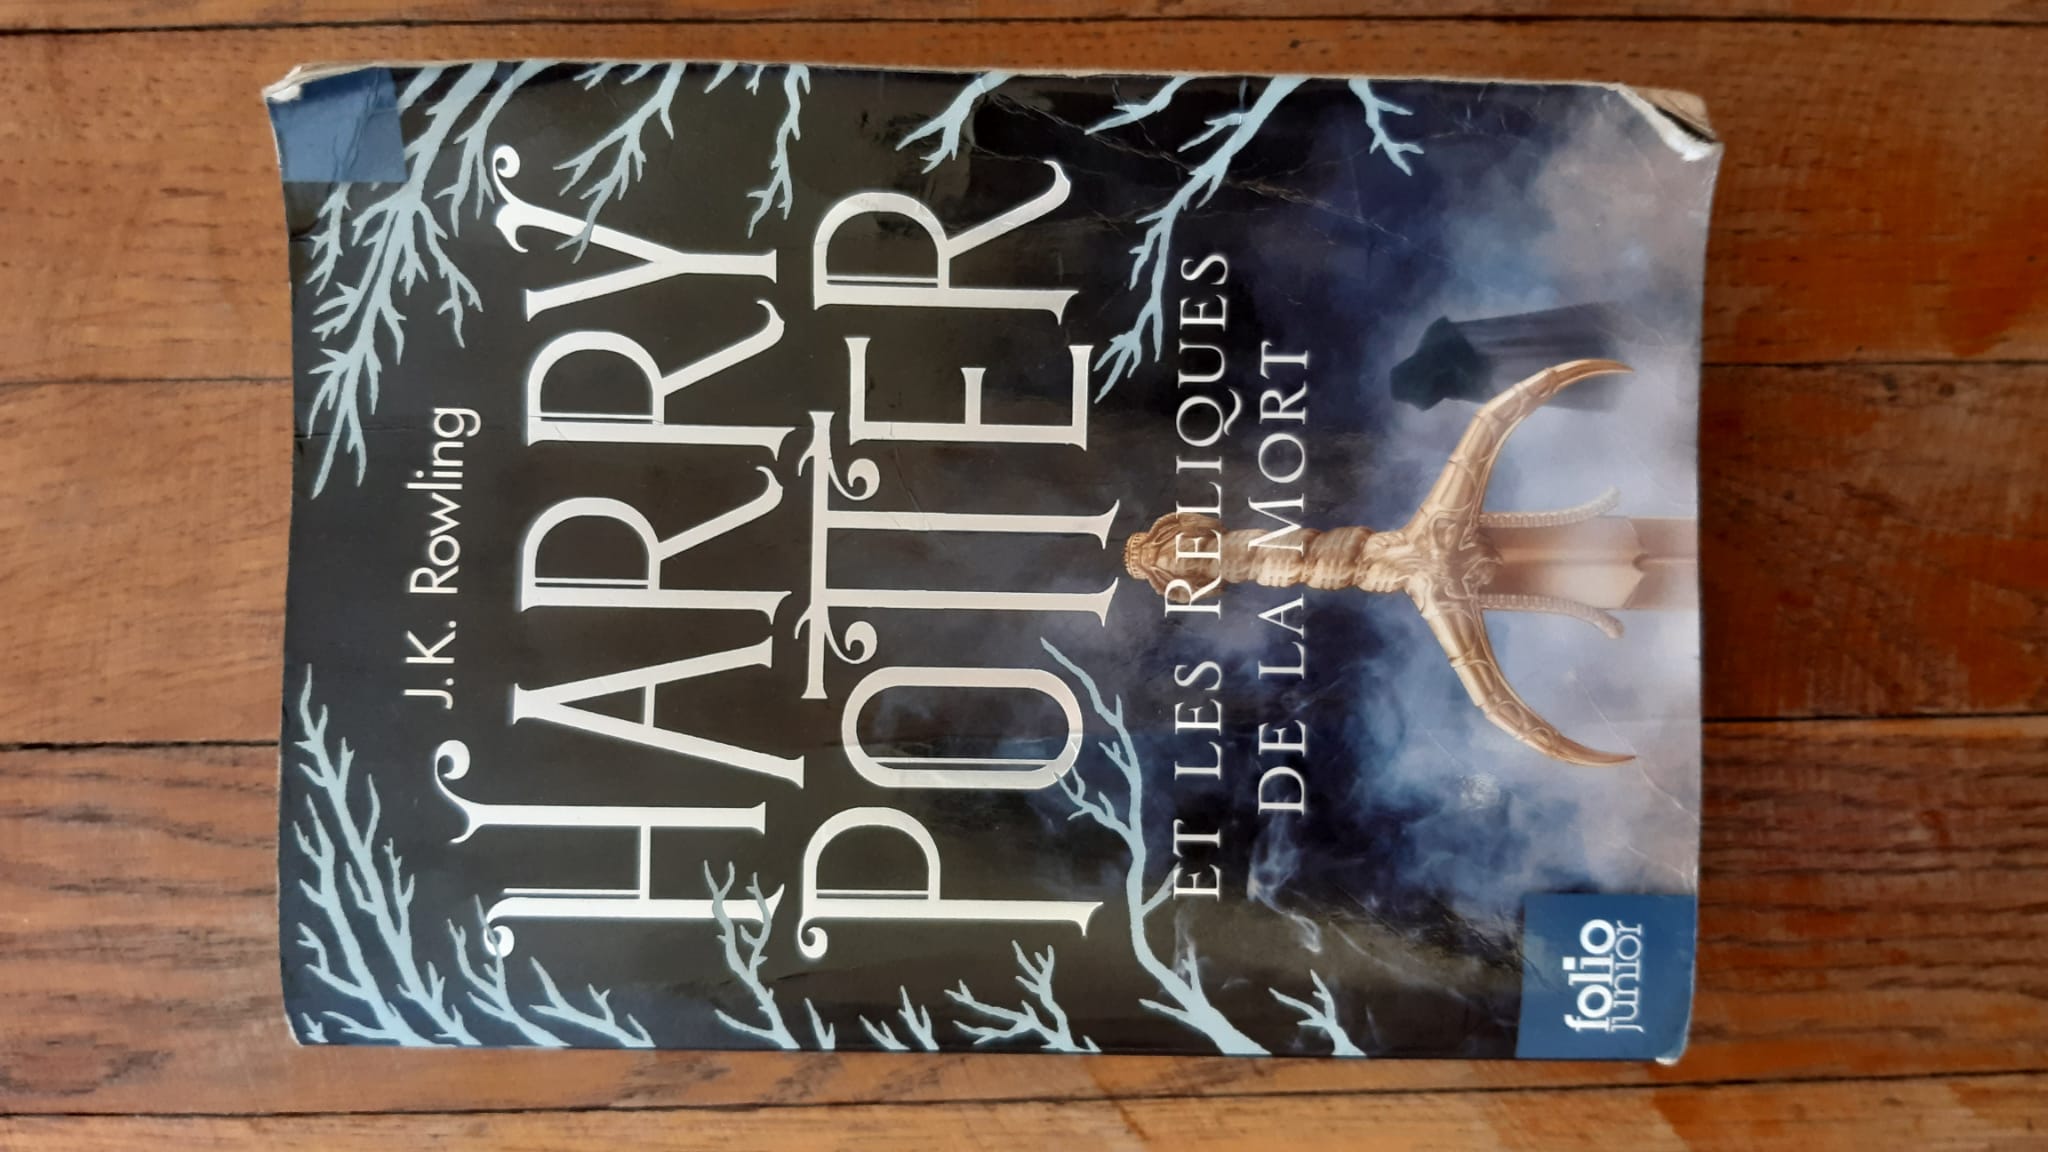 J. K. Rowling
HARRY
POTTER
ET LES RELIQUES
DE LA MORT
folio
junior